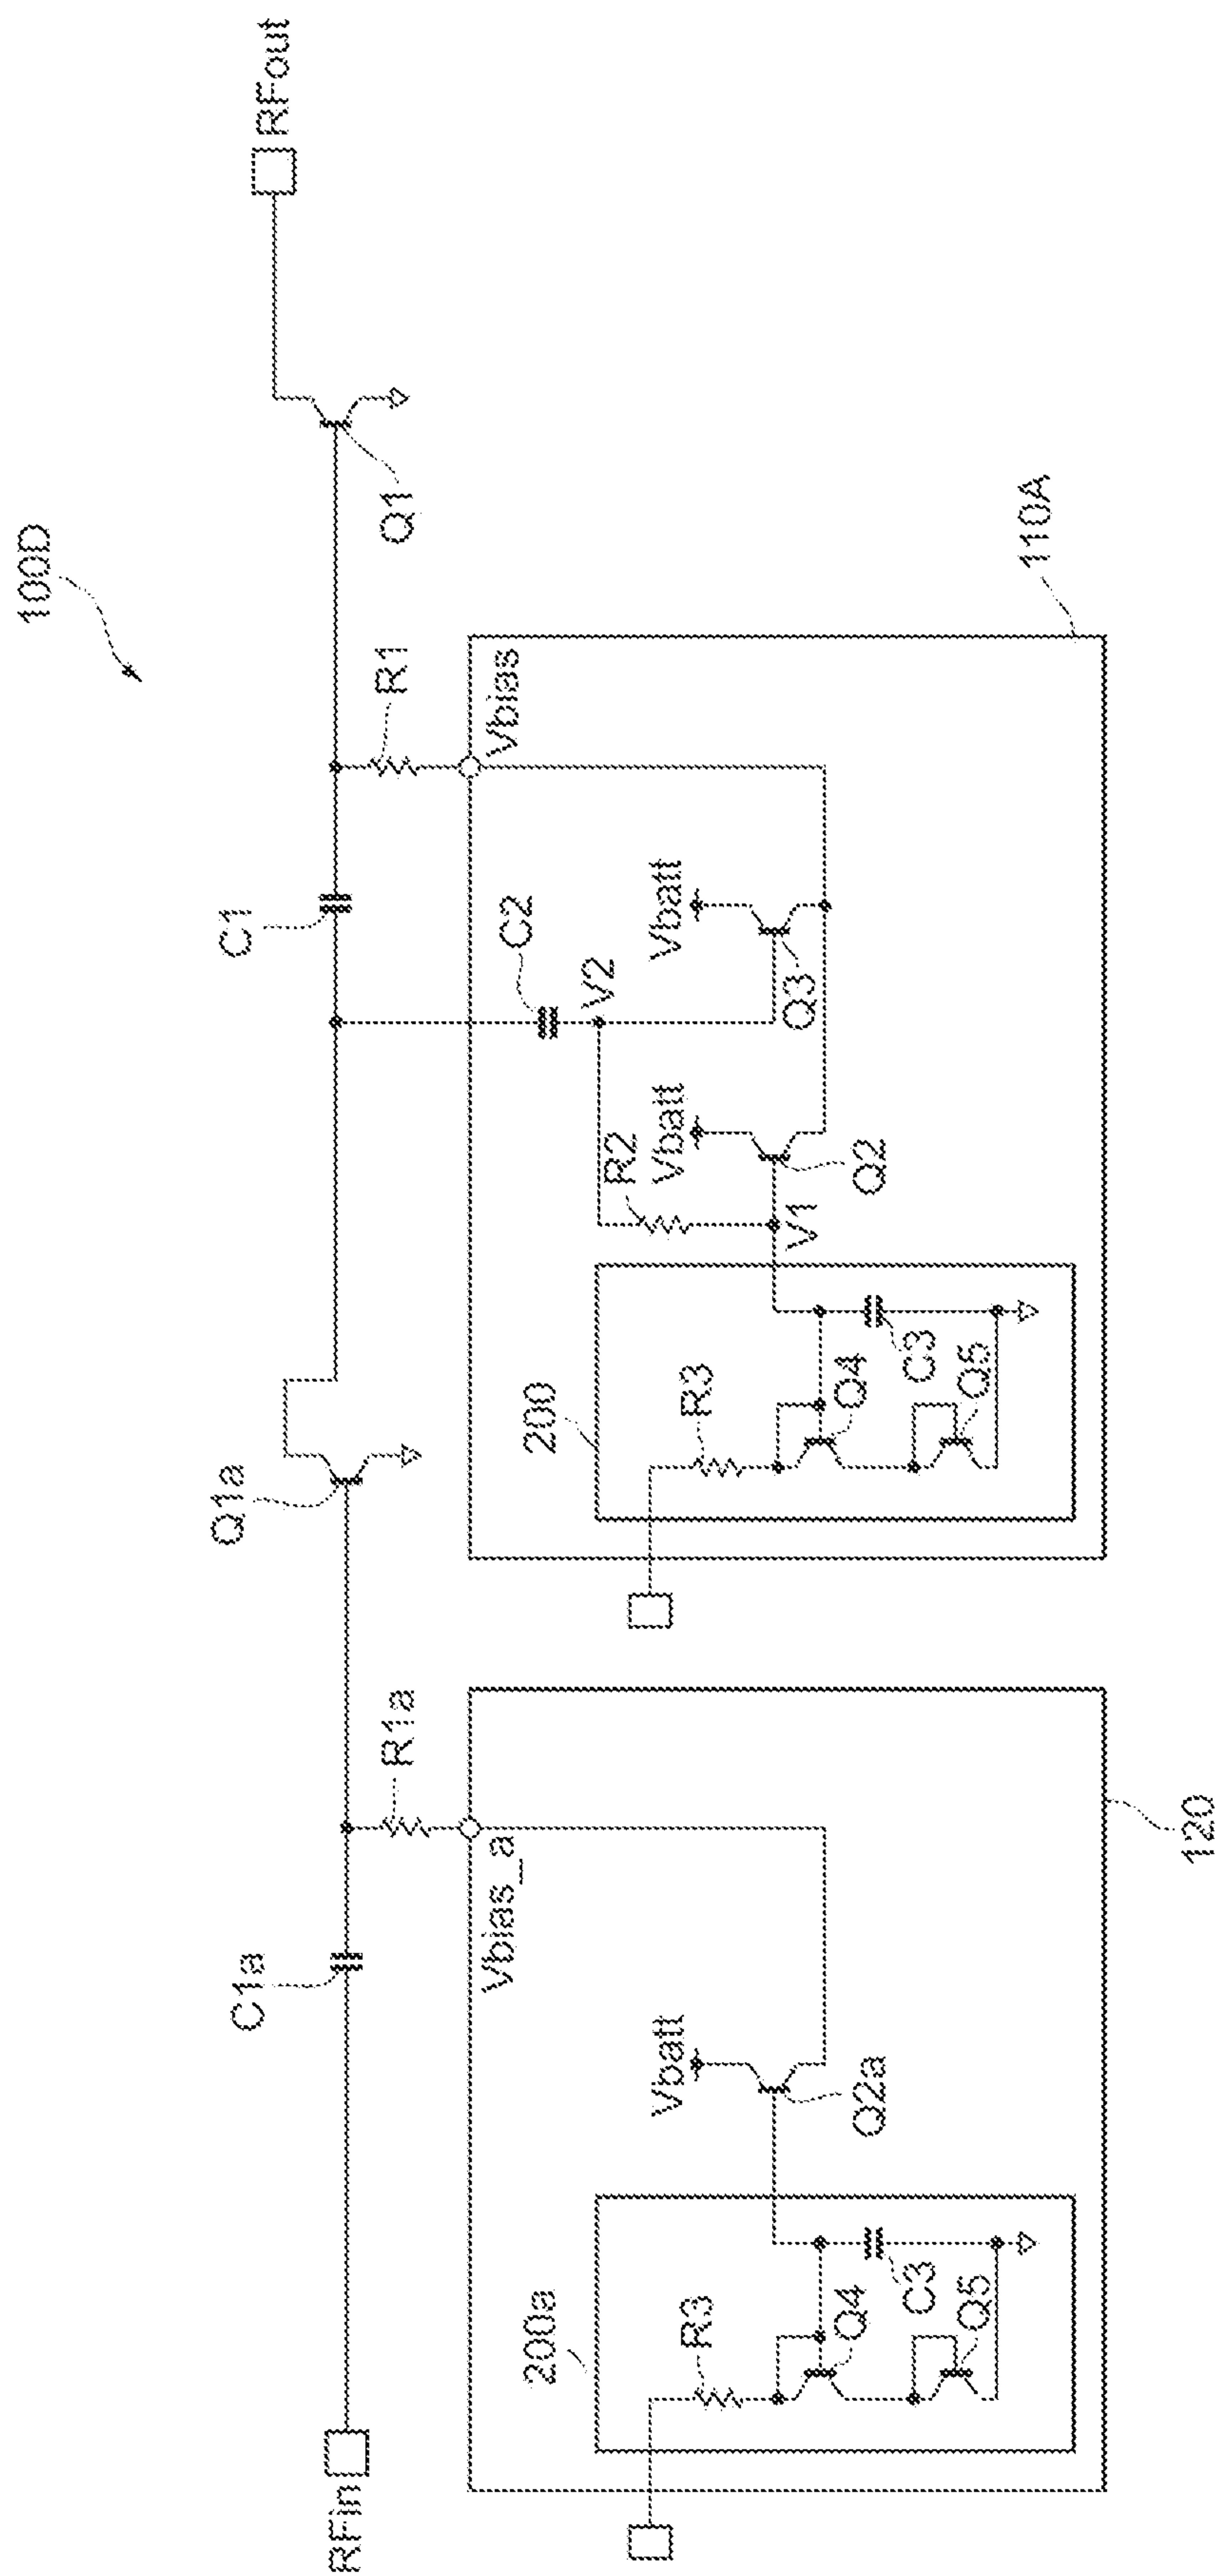 100D
RFout
Q1
C1
R1
Vbias
110A
C2
V2
Vbatt
Q3
Vbatt
R2
Q2
V1
200
R3
Q4
C3
Q5
Q1a
C1a
R1a
Vbias_a
120
Vbatt
Q2a
200a
R3
Q4
C3
Q5
RFin